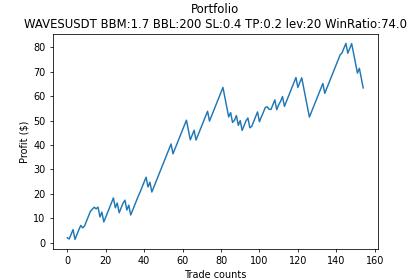 Portfolio
WAVESUSDT BBM:1.7 BBL:200 SL:0.4 TP:0.2 lev:20 WinRatio:74.0
80
70
60
50
40
30
20
10
0
Profit ($)
0 20 40 60 80 100 120 140 160
Trade counts